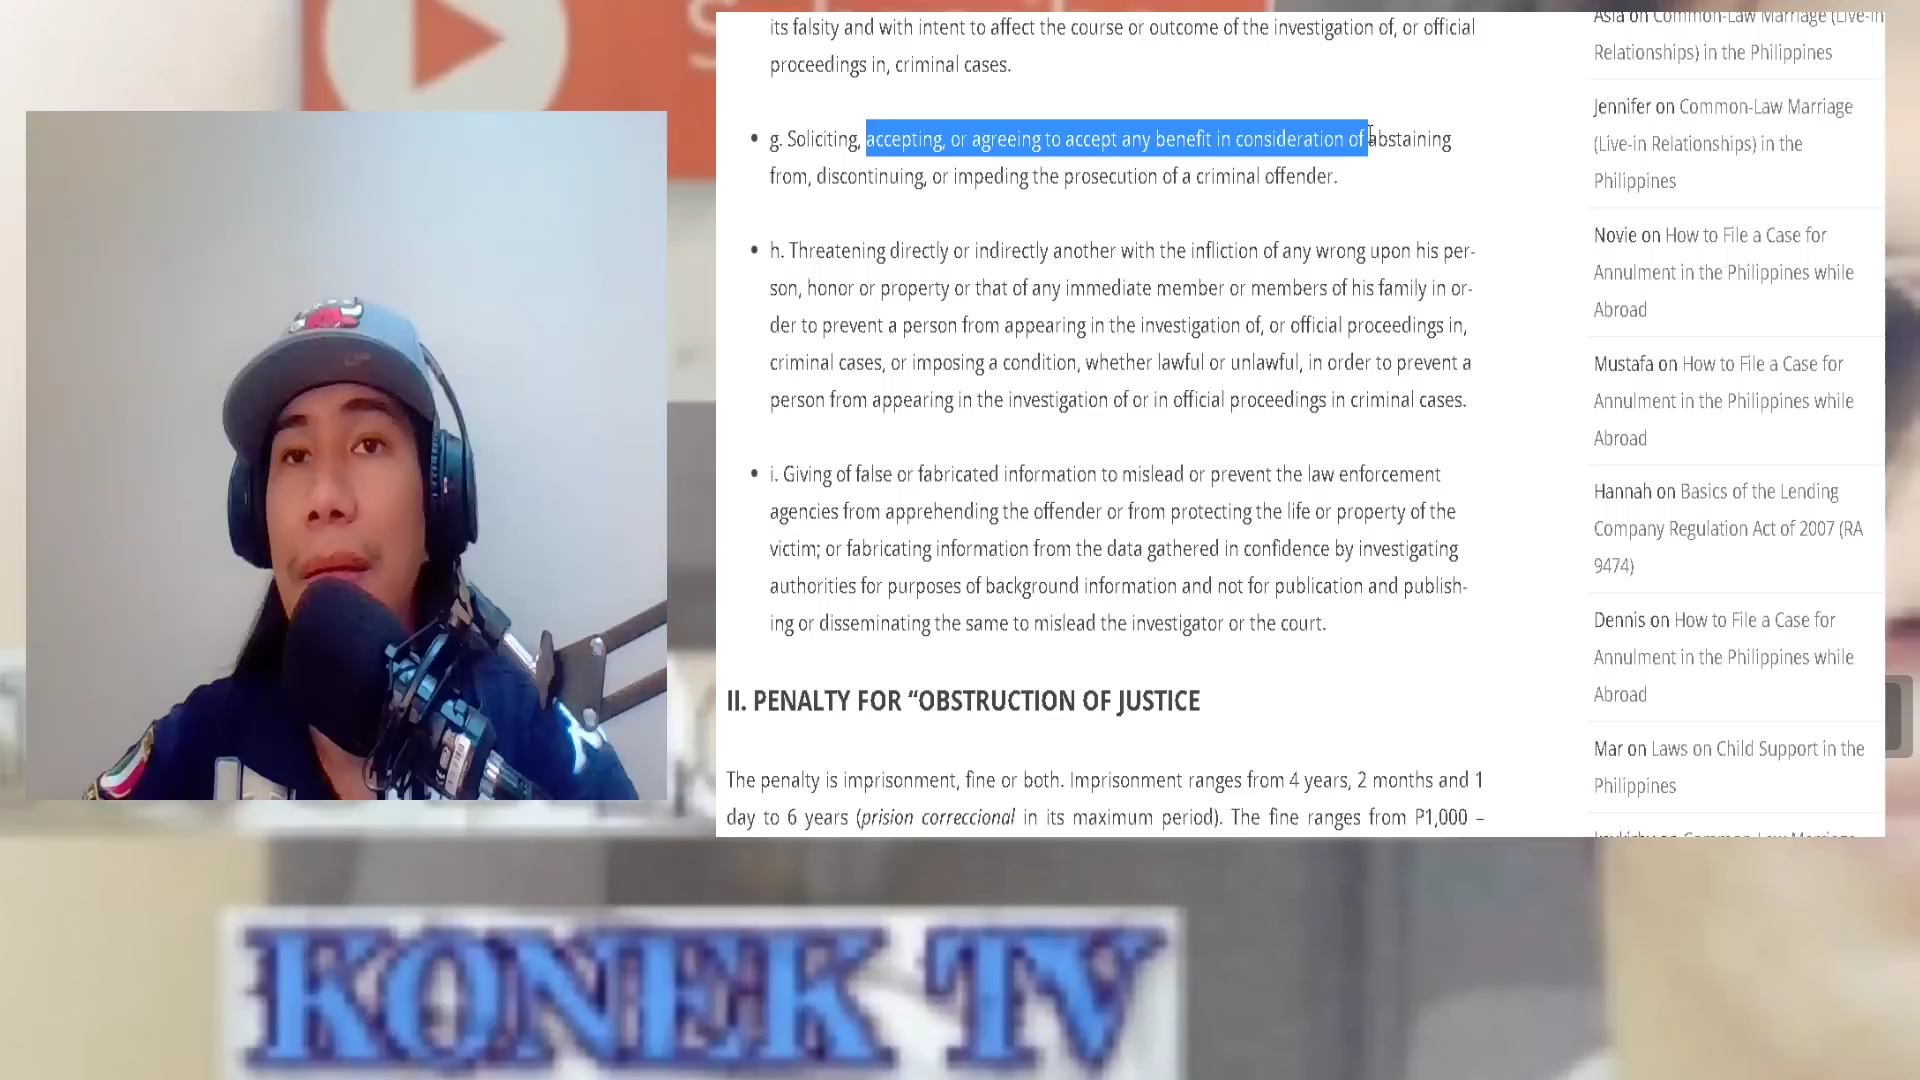 its falsity and with intent to affect the course or outcome of the investigation of, or official
proceedings in, criminal cases.
• g. Soliciting, accepting, or agreeing to accept any benefit in consideration of abstaining
from, discontinuing, or impeding the prosecution of a criminal offender.
• h. Threatening directly or indirectly another with the infliction of any wrong upon his per-
son, honor or property or that of any immediate member or members of his family in or-
der to prevent a person from appearing in the investigation of, or official proceedings in,
criminal cases, or imposing a condition, whether lawful or unlawful, in order to prevent a
person from appearing in the investigation of or in official proceedings in criminal cases.
• i. Giving of false or fabricated information to mislead or prevent the law enforcement
agencies from apprehending the offender or from protecting the life or property of the
victim; or fabricating information from the data gathered in confidence by investigating
authorities for purposes of background information and not for publication and publish-
ing or disseminating the same to mislead the investigator or the court.
II. PENALTY FOR “OBSTRUCTION OF JUSTICE
The penalty is imprisonment, fine or both. Imprisonment ranges from 4 years, 2 months and 1
day to 6 years (prision correccional in its maximum period). The fine ranges from P1,000 –
Asia on Common-Law Marriage (Live-in
Relationships) in the Philippines
Jennifer on Common-Law Marriage
(Live-in Relationships) in the
Philippines
Novie on How to File a Case for
Annulment in the Philippines while
Abroad
Mustafa on How to File a Case for
Annulment in the Philippines while
Abroad
Hannah on Basics of the Lending
Company Regulation Act of 2007 (RA
9474)
Dennis on How to File a Case for
Annulment in the Philippines while
Abroad
Mar on Laws on Child Support in the
Philippines
KONEK TV